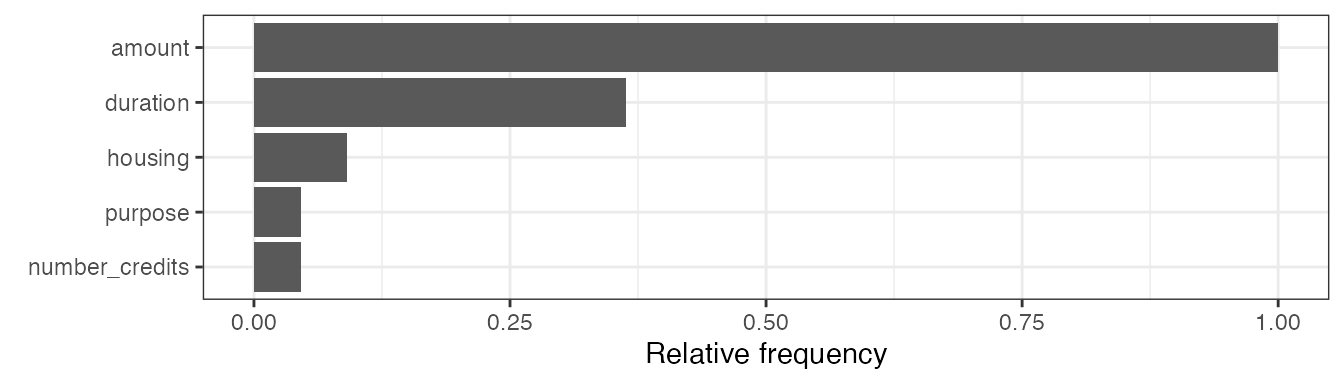 amount
duration
housing
purpose
number_credits
0.00 0.25 0.50 0.75 1.00
Relative frequency